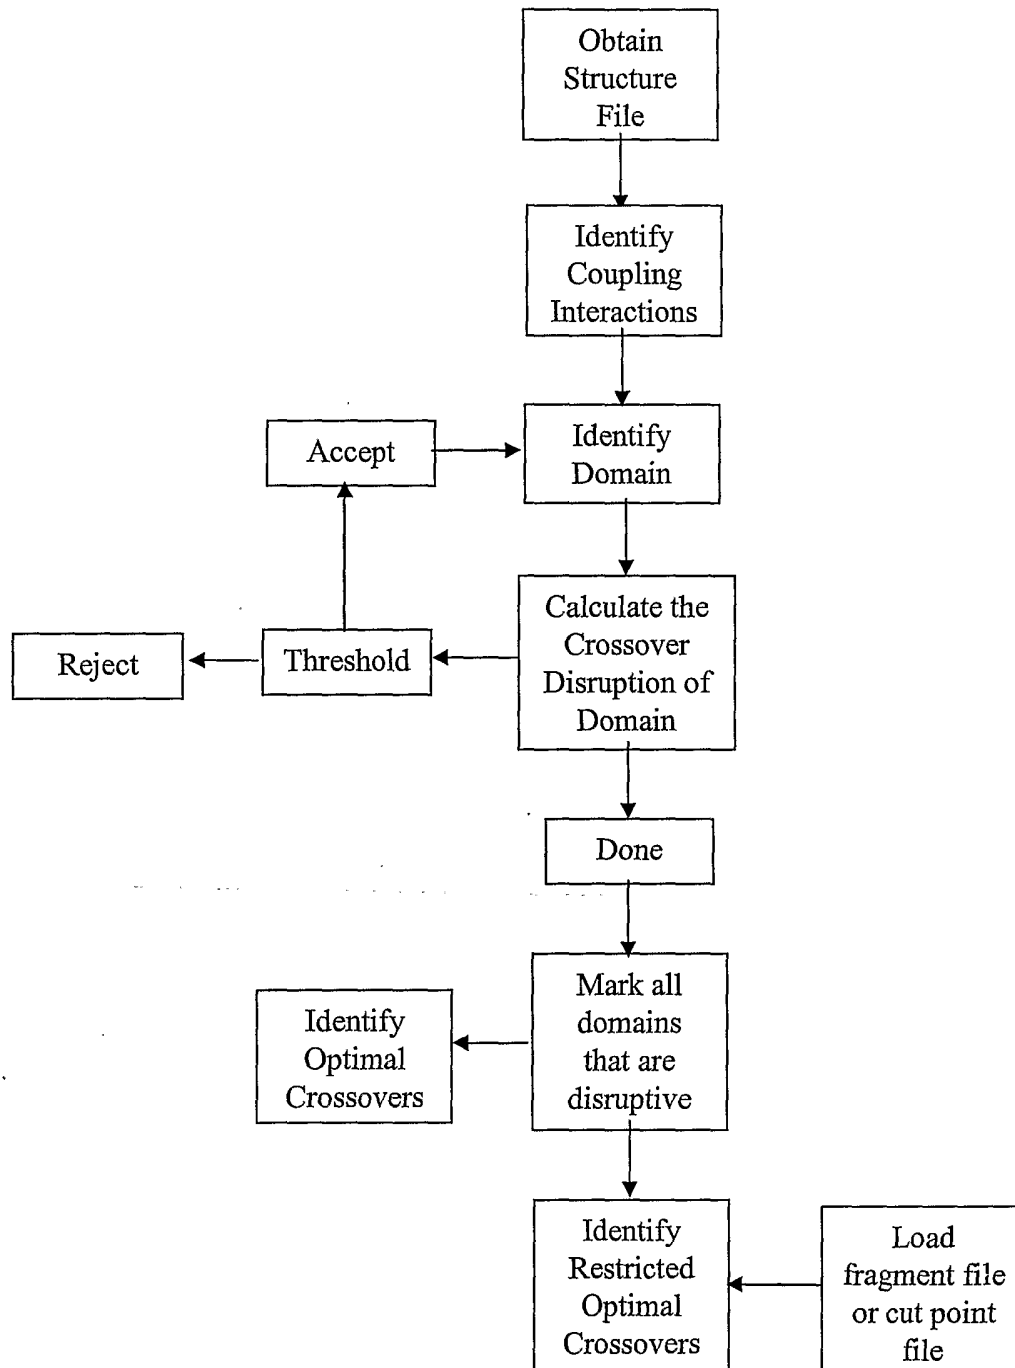 Obtain
Structure
File
Identify
Coupling
Interactions
Accept
Identify
Domain
Calculate the
Crossover
Disruption of
Domain
Threshold
Reject
Done
Mark all
domains
that are
disruptive
Identify
Optimal
Crossovers
Identify
Restricted
Optimal
Crossovers
Load
fragment file
or cut point
file